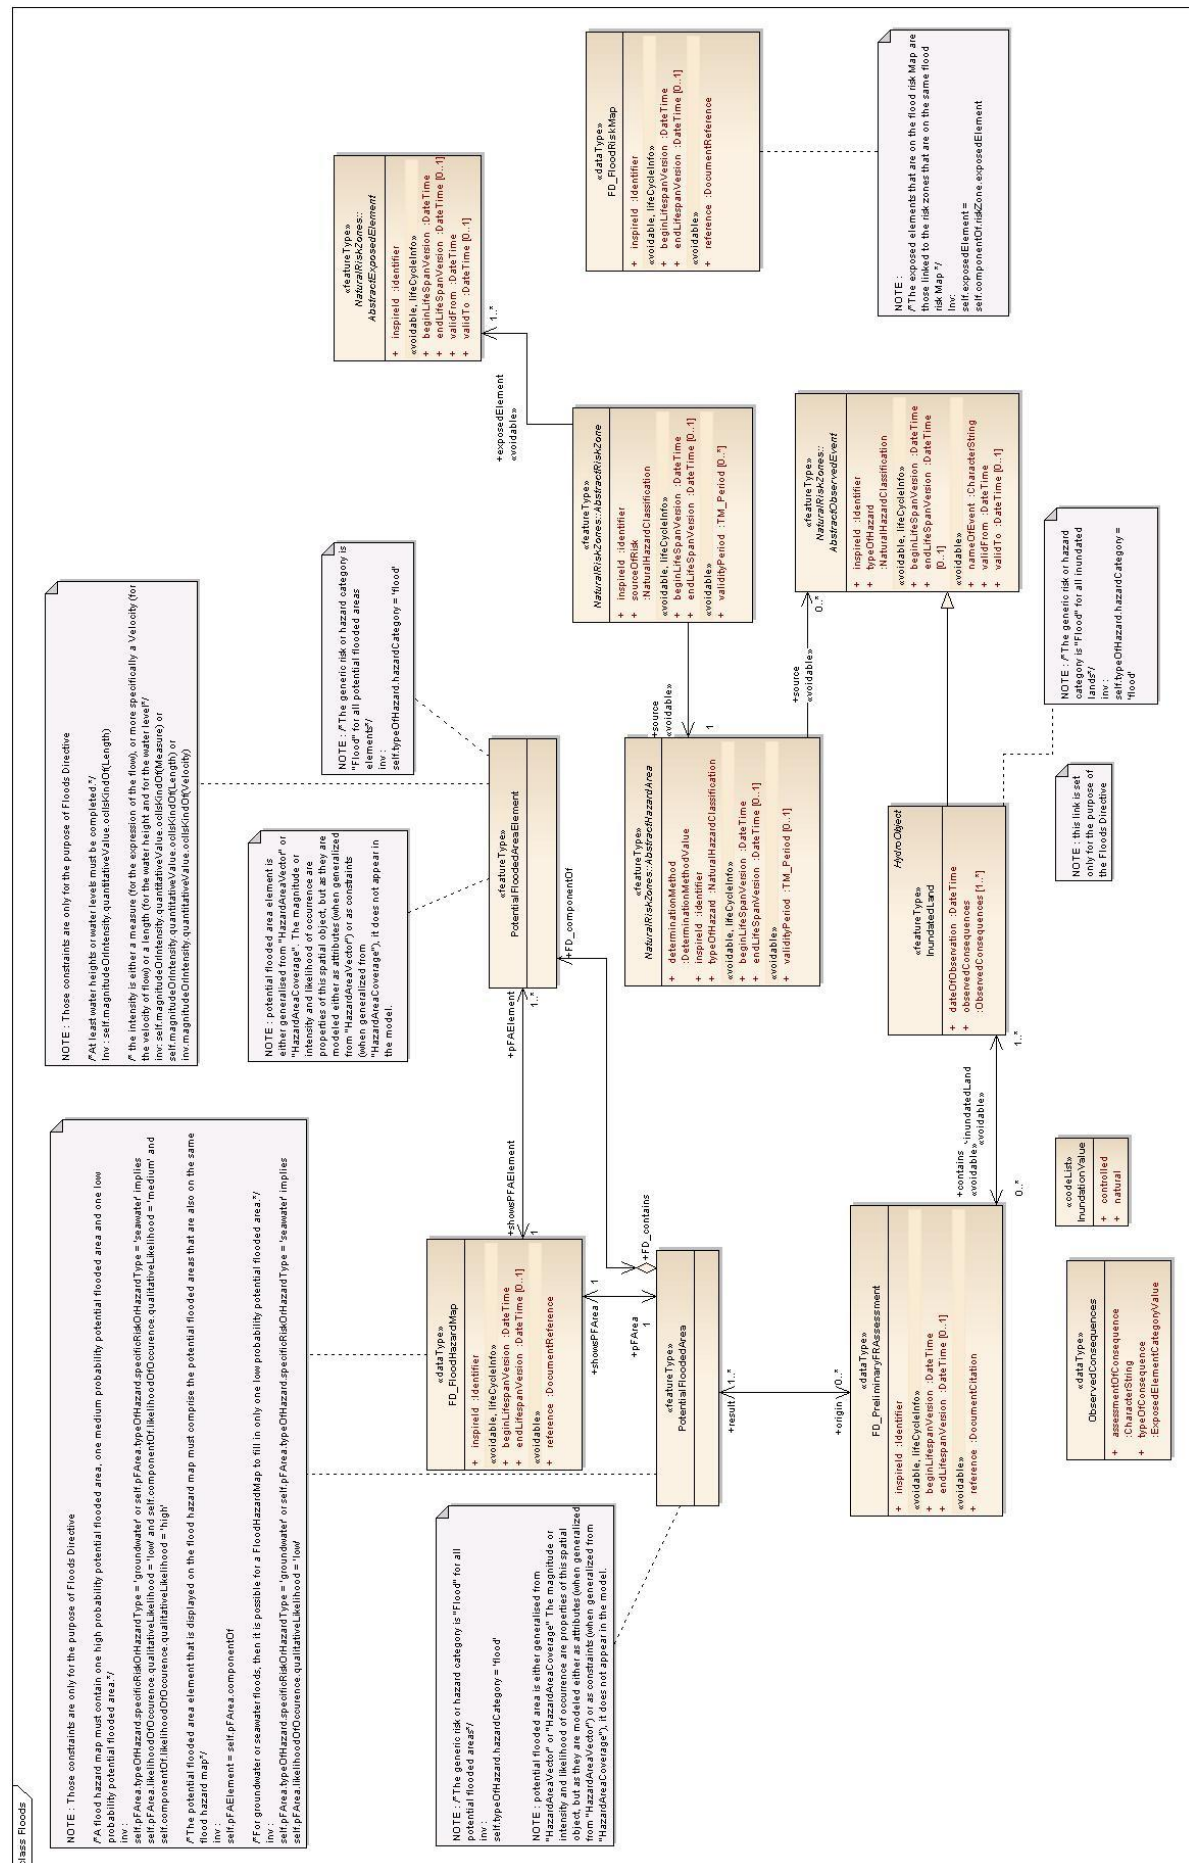 class Floods
NOTE : Those constraints are only for the purpose of Floods Directive
/*A flood hazard map must contain one high probability potential flooded area, one medium probability potential flooded area and one low
probability potential flooded area.*/
inv :
self.pFArea.typeOfHazard.specificRiskOrHazardType = 'groundwater' or self.pFArea.typeOfHazard.specificRiskOrHazardType = 'seawater' implies
self.pFArea.likelihoodOfOccurence.qualitativeLikelihood = 'low' and self.componentOf.likelihoodOfOccurence.qualitativeLikelihood = 'medium' and
self.componentOf.likelihoodOfOccurence.qualitativeLikelihood = 'high'
/*The potential flooded area element that is displayed on the flood hazard map must comprise the potential flooded areas that are also on the same
flood hazard map*/
inv :
self.pFAElement = self.pFArea.componentOf
/*For groundwater or seawater floods, then it is possible for a FloodHazardMap to fill in only one low probability potential flooded area.*/
inv :
self.pFArea.typeOfHazard.specificRiskOrHazardType = 'groundwater' or self.pFArea.typeOfHazard.specificRiskOrHazardType = 'seawater' implies
self.pFArea.likelihoodOfOccurence.qualitativeLikelihood = 'low'
NOTE : Those constraints are only for the purpose of Floods Directive
/*At least water heights or water levels must be completed.*/
Inv : self.magnitudeOrIntensity.quantitativeValue.oclIsKindOf(Length)
/* the intensity is either a measure (for the expression of the flow), or more specifically a Velocity (for
the velocity of flow) or a length (for the water height and for the water level*/
inv: self.magnitudeOrIntensity.quantitativeValue.oclIsKindOf(Measure) or
self.magnitudeOrIntensity.quantitativeValue.oclIsKindOf(Length) or
inv.magnitudeOrIntensity.quantitativeValue.oclIsKindOf(Velocity)
NOTE : potential flooded area element is
either generalised from "HazardAreaVector" or
"HazardAreaCoverage". The magnitude or
intensity and likelihood of occurrence are
properties of this spatial object, but as they are
modeled either as attributes (when generalized
from "HazardAreaVector") or as constraints
(when generalized from
"HazardAreaCoverage"), it does not appear in
the model.
NOTE : /*The generic risk or hazard category is
"Flood" for all potential flooded areas
elements*/
inv :
self.typeOfHazard.hazardCategory = 'flood'
«featureType»
NaturalRiskZones::
AbstractExposedElement
+ inspireId :Identifier
«voidable, lifeCycleInfo»
+ beginLifeSpanVersion :DateTime
+ endLifeSpanVersion :DateTime [0..1]
+ validFrom :DateTime
+ validTo :DateTime [0..1]
1..*
+exposedElement
«voidable»
«dataType»
FD_FloodHazardMap
+ inspireId :Identifier
«voidable, lifeCycleInfo»
+ beginLifespanVersion :DateTime
+ endLifespanVersion :DateTime [0..1]
«voidable»
+ reference :DocumentReference
+showsPFAElement
1
+pFAElement
1..*
«featureType»
PotentialFloodedAreaElement
+FD_componentOf
+FD_contains
+showsPFArea
1
+pFArea
1
NOTE : /*The generic risk or hazard category is "Flood" for all
potential flooded areas*/
inv :
self.typeOfHazard.hazardCategory = 'flood'
NOTE : potential flooded area is either generalised from
"HazardAreaVector" or "HazardAreaCoverage" The magnitude or
intensity and likelihood of occurrence are properties of this spatial
object, but as they are modeled either as attributes (when generalized
from "HazardAreaVector") or as constraints (when generalized from
"HazardAreaCoverage"), it does not appear in the model.
«featureType»
PotentialFloodedArea
+result
1..*
+origin
0..*
«featureType»
NaturalRiskZones::AbstractRiskZone
+ inspireId :Identifier
+ sourceOfRisk
:NaturalHazardClassification
«voidable, lifeCycleInfo»
+ beginLifeSpanVersion :DateTime
+ endLifeSpanVersion :DateTime [0..1]
«voidable»
+ validityPeriod :TM_Period [0..*]
+source
«voidable»
1
«dataType»
FD_FloodRiskMap
+ inspireId :Identifier
«voidable, lifeCycleInfo»
+ beginLifespanVersion :DateTime
+ endLifespanVersion :DateTime [0..1]
«voidable»
+ reference :DocumentReference
«featureType»
NaturalRiskZones::AbstractHazardArea
+ determinationMethod
:DeterminationMethodValue
+ inspireId :Identifier
+ typeOfHazard :NaturalHazardClassification
«voidable, lifeCycleInfo»
+ beginLifeSpanVersion :DateTime
+ endLifeSpanVersion :DateTime [0..1]
«voidable»
+ validityPeriod :TM_Period [0..1]
+source
«voidable»
0..*
«featureType»
NaturalRiskZones::
AbstractObservedEvent
+ inspireId :Identifier
+ typeOfHazard
:NaturalHazardClassification
«voidable, lifeCycleInfo»
+ beginLifeSpanVersion :DateTime
+ endLifeSpanVersion :DateTime
[0..1]
«voidable»
+ nameOfEvent :CharacterString
+ validFrom :DateTime
+ validTo :DateTime [0..1]
NOTE :
/*The exposed elements that are on the flood risk Map are
those linked to the risk zones that are on the same flood
risk Map */
Inv:
self.exposedElement =
self.componentOf.riskZone.exposedElement
«dataType»
FD_PreliminaryFRAssessment
+ inspireId :Identifier
«voidable, lifeCycleInfo»
+ beginLifespanVersion :DateTime
+ endLifespanVersion :DateTime [0..1]
«voidable»
+ reference :DocumentCitation
+contains
«voidable»
0..*
inundatedLand
«voidable»
1..*
HydroObject
«featureType»
InundatedLand
+ dateOfObservation :DateTime
+ observedConsequences
:ObservedConsequences [1..*]
NOTE : /*The generic risk or hazard
category is "Flood" for all inundated
lands*/
inv :
self.typeOfHazard.hazardCategory =
'flood'
NOTE : this link is set
only for the purpose of
the Floods Directive
«codeList»
InundationValue
+ controlled
+ natural
«dataType»
ObservedConsequences
+ assessmentOfConsequence
:CharacterString
+ typeOfConsequence
:ExposedElementCategoryValue